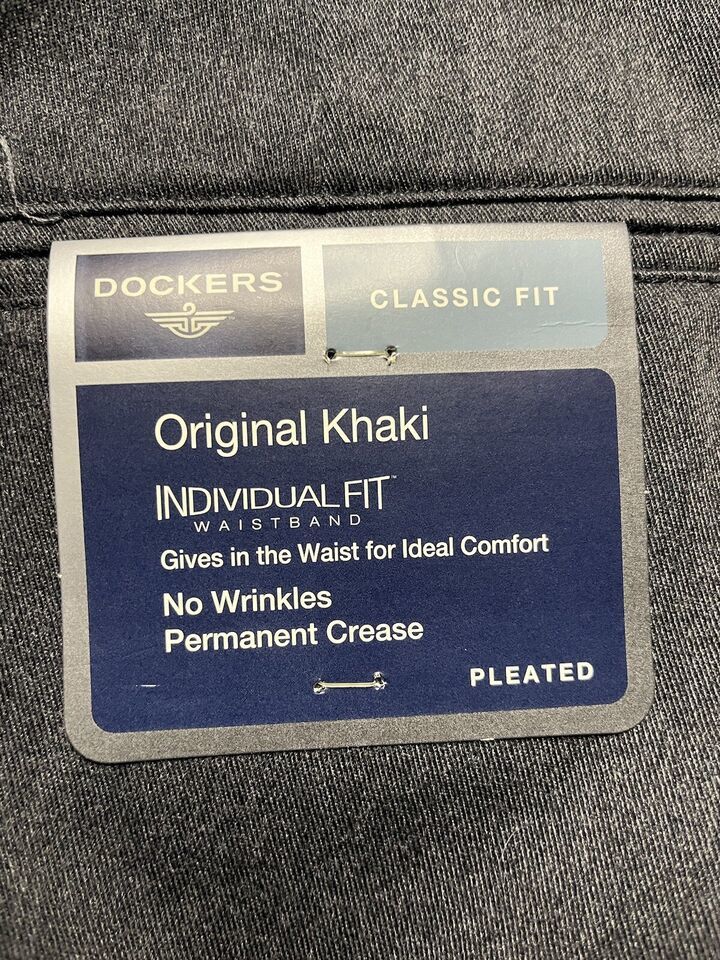 DOCKERS®
CLASSIC FIT
Original Khaki
INDIVIDUAL FIT™
WAISTBAND
Gives in the Waist for Ideal Comfort
No Wrinkles
Permanent Crease
PLEATED